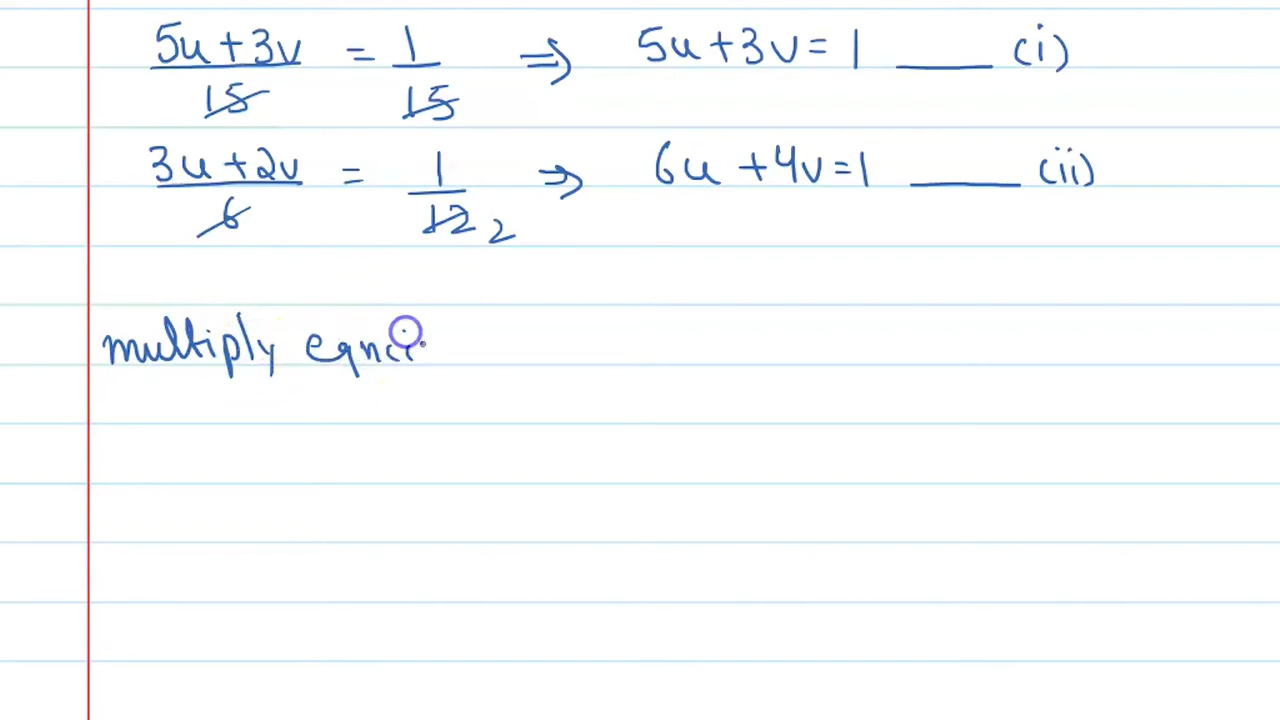 5u+3v/15 = 1/15 ⇒ 5u+3v=1 ____ (i)
3u+2v/6 = 1/12 2 ⇒ 6u+4v=1 ____ (ii)
multiply eqn(i